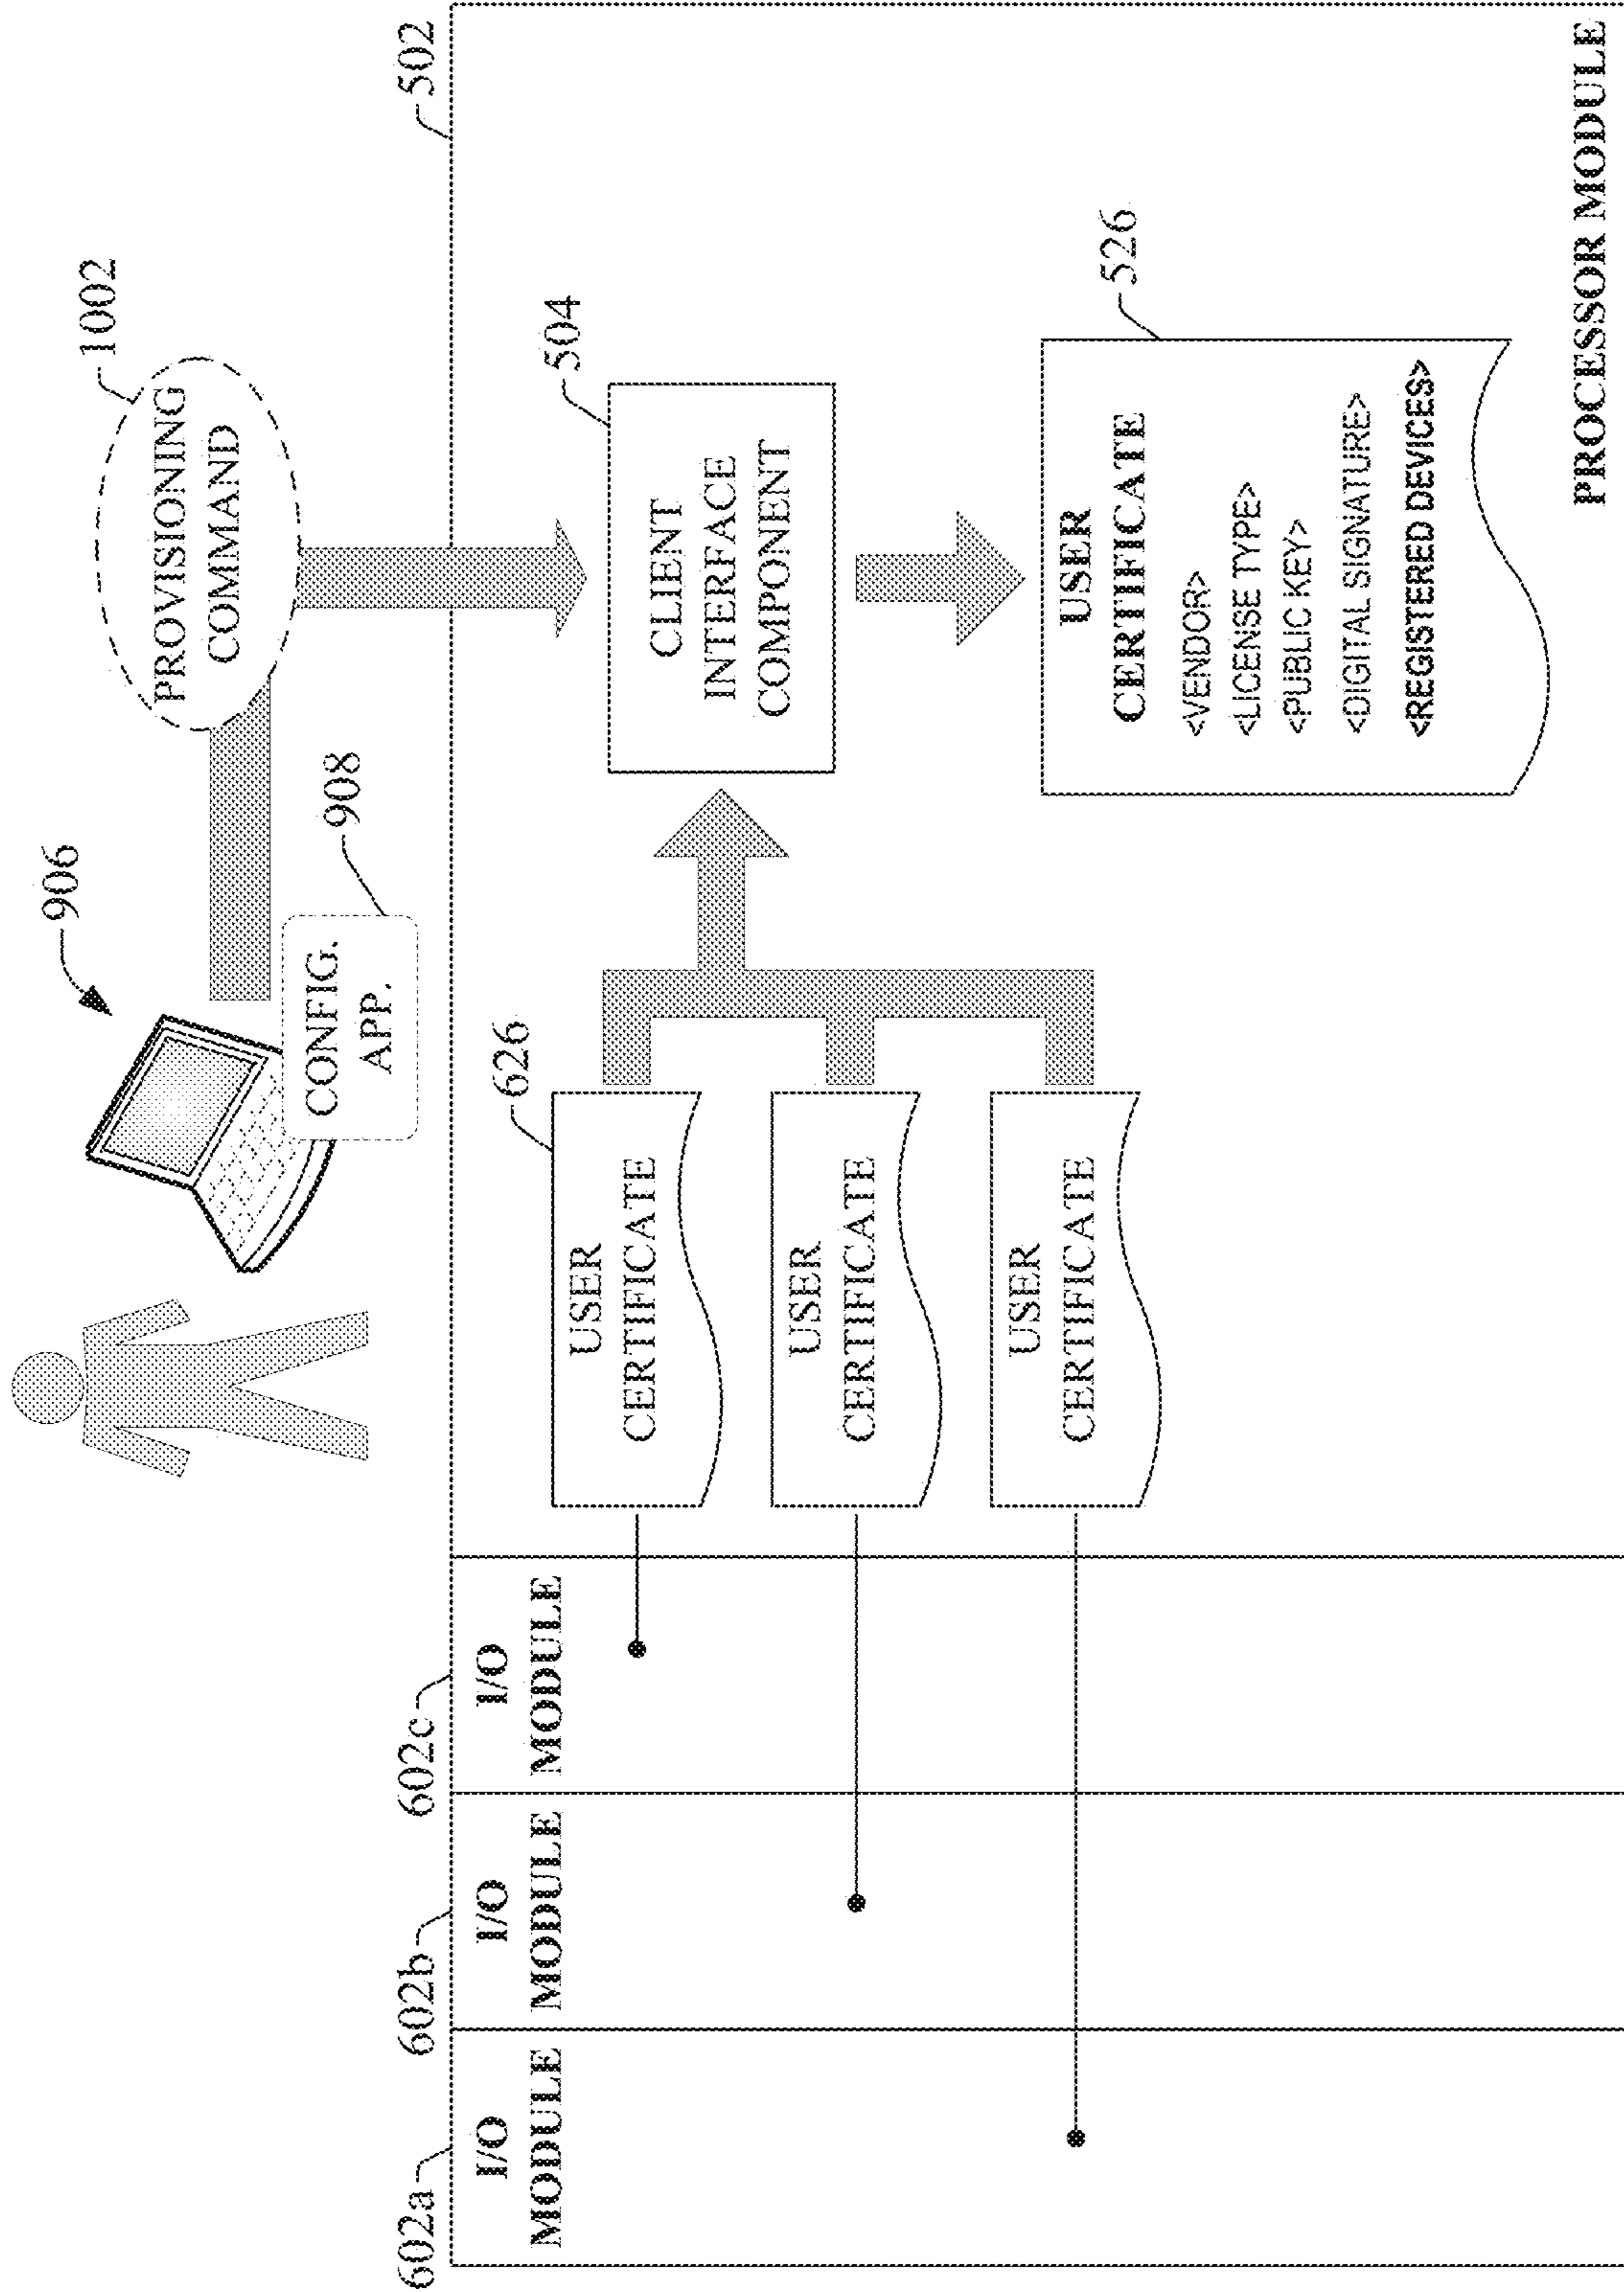 906
1002
PROVISIONING
COMMAND
CONFIG.
APP.
908
602a
602b
602c
502
I/O
MODULE
I/O
MODULE
I/O
MODULE
626
USER
CERTIFICATE
USER
CERTIFICATE
USER
CERTIFICATE
504
CLIENT
INTERFACE
COMPONENT
526
USER
CERTIFICATE
<VENDOR>
<LICENSE TYPE>
<PUBLIC KEY>
<DIGITAL SIGNATURE>
<REGISTERED DEVICES>
PROCESSOR MODULE